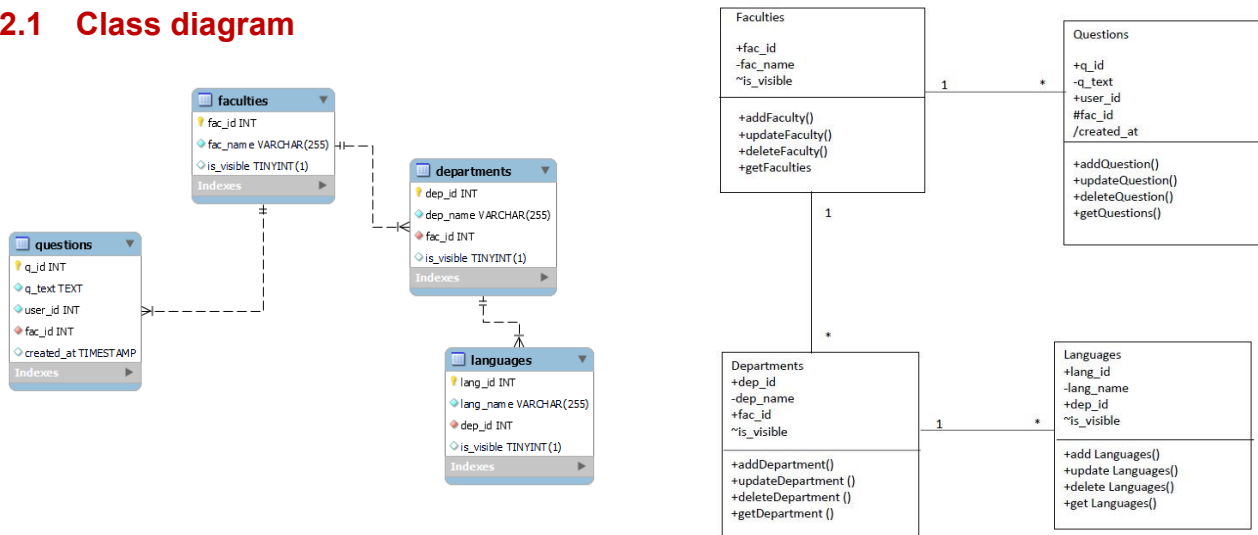 2.1 Class diagram
faculties
fac_id INT
fac_name VARCHAR(255)
is_visible TINYINT(1)
Indexes
departments
dep_id INT
dep_name VARCHAR(255)
fac_id INT
is_visible TINYINT(1)
Indexes
questions
q_id INT
q_text TEXT
user_id INT
fac_id INT
created_at TIMESTAMP
Indexes
languages
lang_id INT
lang_name VARCHAR(255)
dep_id INT
is_visible TINYINT(1)
Indexes
Faculties
+fac_id
-fac_name
~is_visible
+addFaculty()
+updateFaculty()
+deleteFaculty()
+getFaculties
1
*
Questions
+q_id
-q_text
+user_id
#fac_id
/created_at
+addQuestion()
+updateQuestion()
+deleteQuestion()
+getQuestions()
1
*
Departments
+dep_id
-dep_name
+fac_id
~is_visible
+addDepartment()
+updateDepartment ()
+deleteDepartment ()
+getDepartment ()
1
*
Languages
+lang_id
-lang_name
+dep_id
~is_visible
+add Languages()
+update Languages()
+delete Languages()
+get Languages()